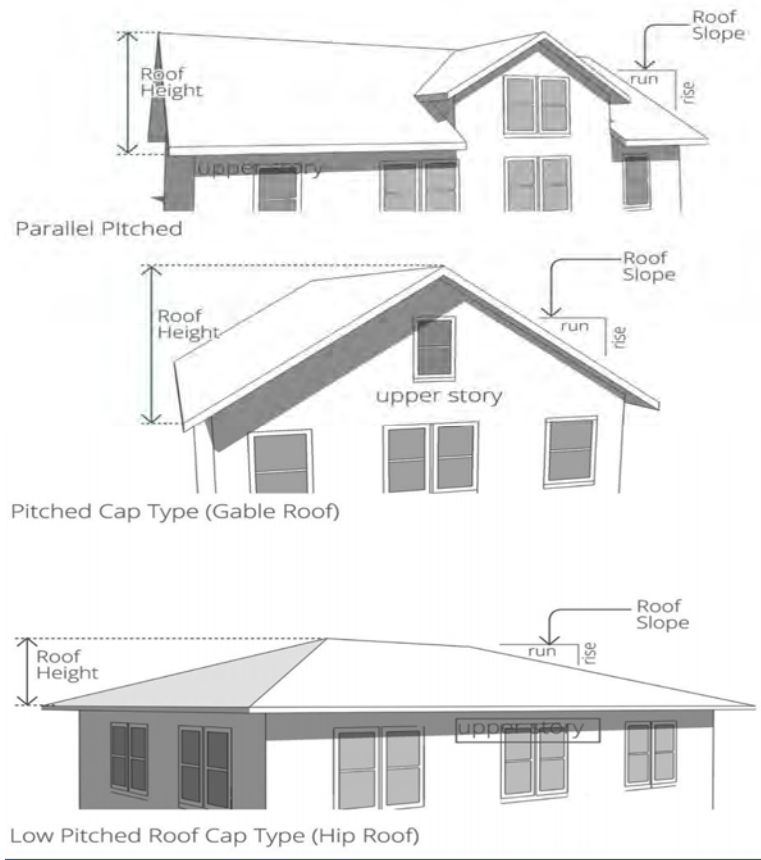 Roof
Slope
run
rise
Roof
Height
upper story
Parallel Pitched
Roof
Slope
run
rise
Roof
Height
upper story
Pitched Cap Type (Gable Roof)
Roof
Slope
run
rise
Roof
Height
upper story
Low Pitched Roof Cap Type (Hip Roof)